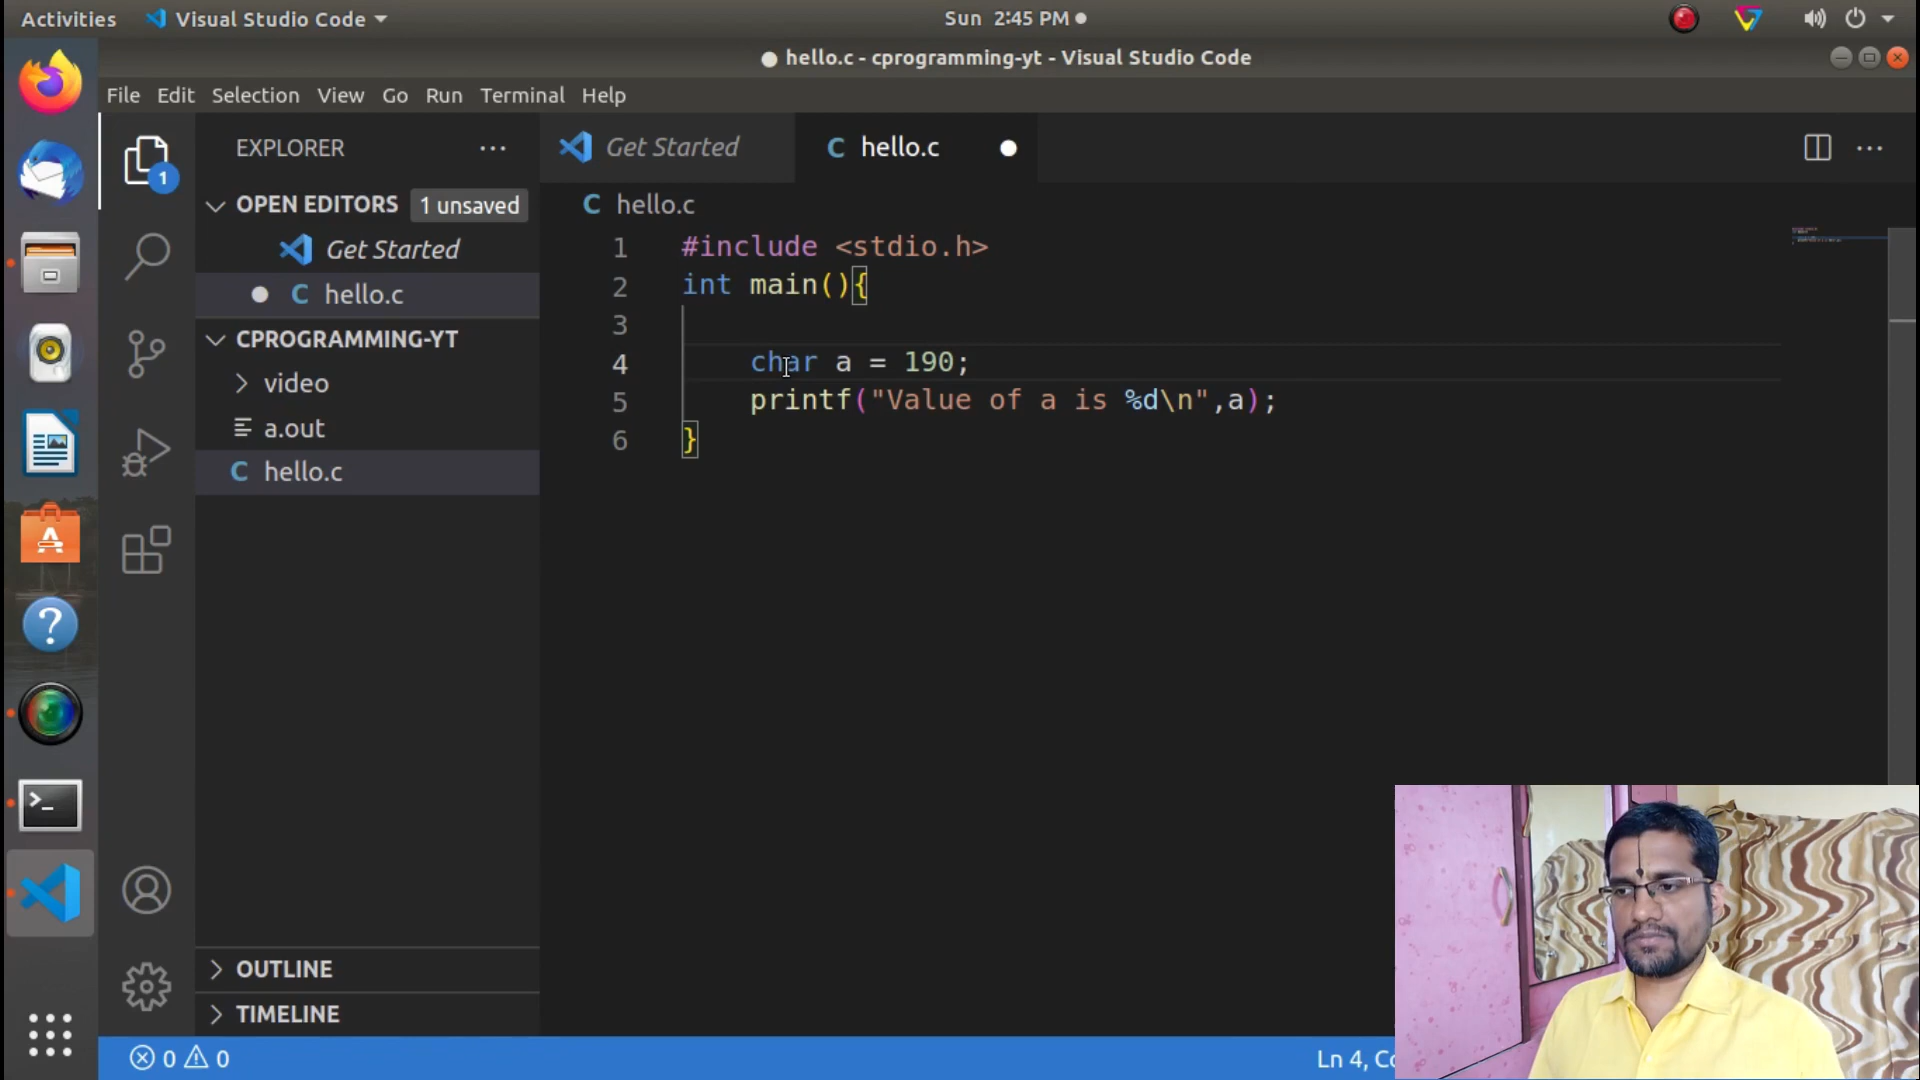 Activities Visual Studio Code Sun 2:45 PM
hello.c - cprogramming-yt - Visual Studio Code
File Edit Selection View Go Run Terminal Help
EXPLORER
1
OPEN EDITORS 1 unsaved
Get Started
C hello.c
CPROGRAMMING-YT
video
a.out
C hello.c
OUTLINE
TIMELINE
Get Started C hello.c
C hello.c
1 #include <stdio.h>
2 int main(){
3
4 char a = 190;
5 printf("Value of a is %d\n",a);
6 }
0 0 Ln 4, Co